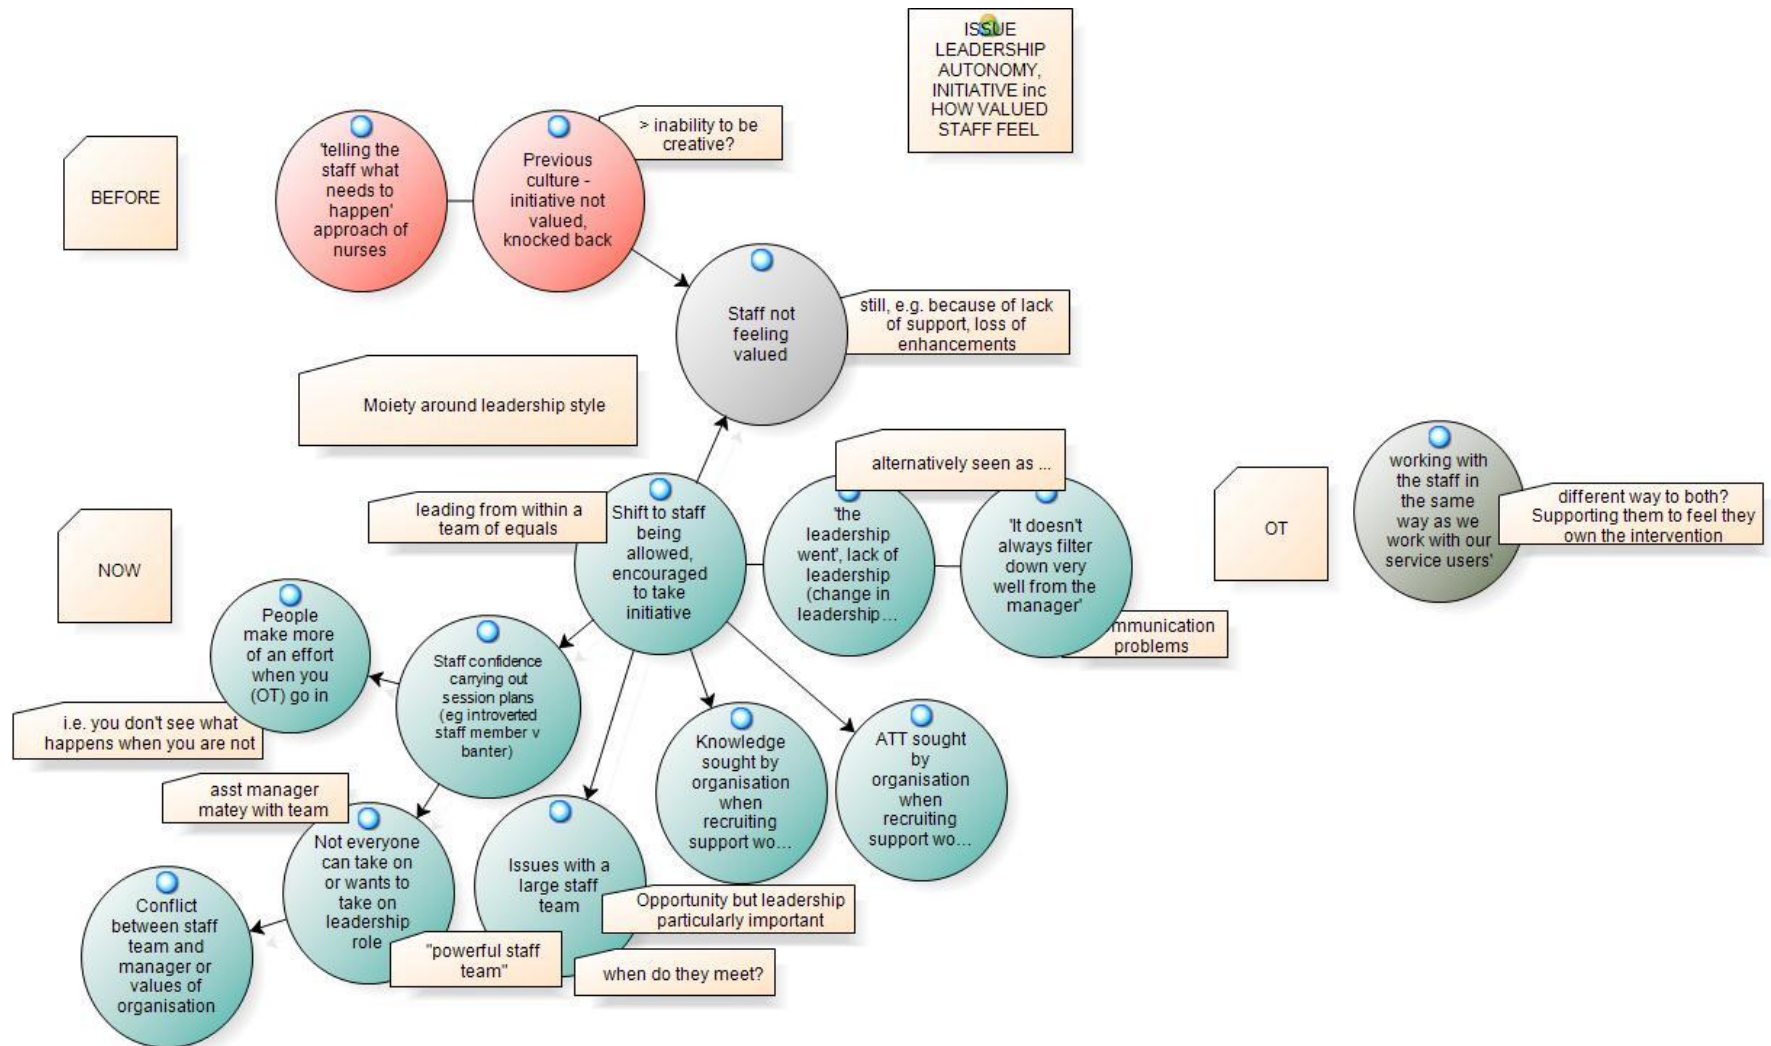 ISSUE
LEADERSHIP
AUTONOMY,
INITIATIVE inc
HOW VALUED
STAFF FEEL
BEFORE
'telling the
staff what
needs to
happen'
approach of
nurses
Previous
culture -
initiative not
valued,
knocked back
> inability to be
creative?
Staff not
feeling
valued
still, e.g. because of lack
of support, loss of
enhancements
Moiety around leadership style
NOW
leading from within a
team of equals
Shift to staff
being
allowed,
encouraged
to take
initiative
alternatively seen as ...
'the
leadership
went', lack of
leadership
(change in
leadership...
'It doesn't
always filter
down very
well from the
manager'
mmunication
problems
OT
working with
the staff in
the same
way as we
work with our
service users'
different way to both?
Supporting them to feel they
own the intervention
People
make more
of an effort
when you
(OT) go in
i.e. you don't see what
happens when you are not
Staff confidence
carrying out
session plans
(eg introverted
staff member v
banter)
asst manager
matey with team
Not everyone
can take on
or wants to
take on
leadership
role
"powerful staff
team"
Conflict
between staff
team and
manager or
values of
organisation
Issues with a
large staff
team
Opportunity but leadership
particularly important
when do they meet?
Knowledge
sought by
organisation
when
recruiting
support wo...
ATT sought
by
organisation
when
recruiting
support wo...